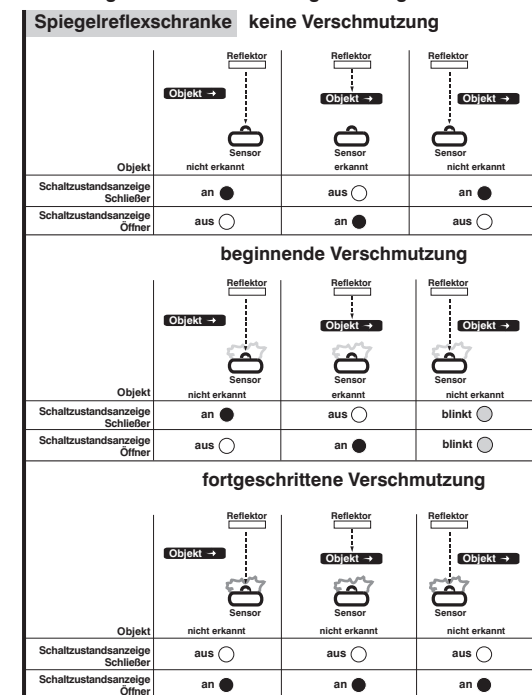 Spiegelreflexschranke keine Verschmutzung
Reflektor Reflektor Reflektor
Objekt → Objekt → Objekt →
Sensor Sensor Sensor
Objekt nicht erkannt erkannt nicht erkannt
Schaltzustandsanzeige
Schließer an aus an
Schaltzustandsanzeige
Öffner aus an aus
beginnende Verschmutzung
Reflektor Reflektor Reflektor
Objekt → Objekt → Objekt →
Sensor Sensor Sensor
Objekt nicht erkannt erkannt nicht erkannt
Schaltzustandsanzeige
Schließer an aus blinkt
Schaltzustandsanzeige
Öffner aus an blinkt
fortgeschrittene Verschmutzung
Reflektor Reflektor Reflektor
Objekt → Objekt → Objekt →
Sensor Sensor Sensor
Objekt nicht erkannt nicht erkannt nicht erkannt
Schaltzustandsanzeige
Schließer aus aus aus
Schaltzustandsanzeige
Öffner an an an